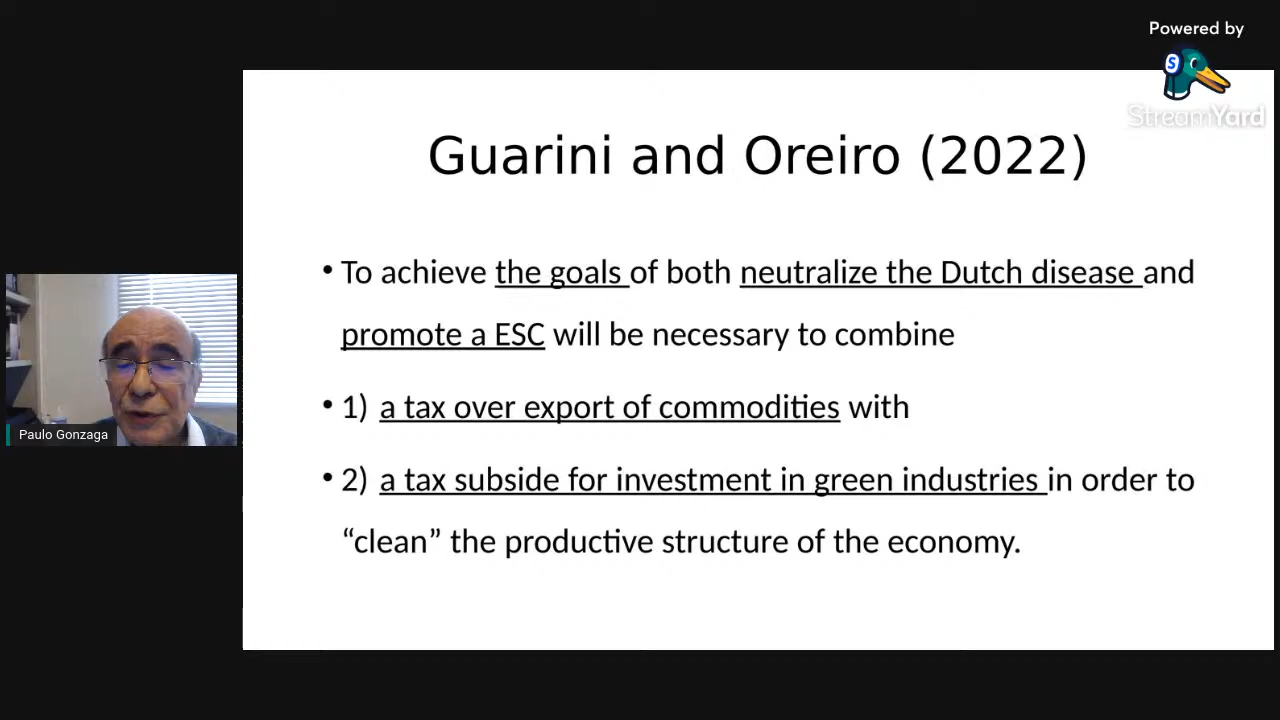 Powered by
StreamYard
Guarini and Oreiro (2022)
• To achieve the goals of both neutralize the Dutch disease and
promote a ESC will be necessary to combine
• 1) a tax over export of commodities with
• 2) a tax subside for investment in green industries in order to
“clean” the productive structure of the economy.
Paulo Gonzaga